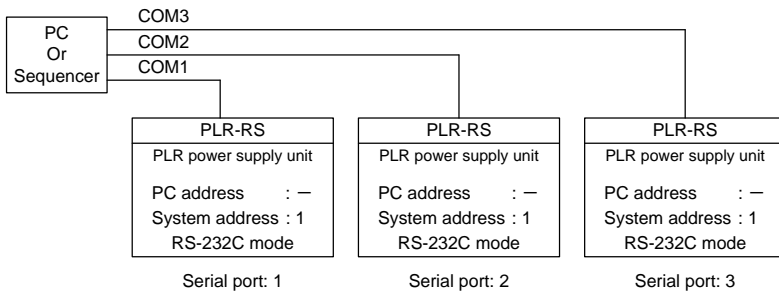 COM3
PC
Or
Sequencer
COM2
COM1
PLR-RS
PLR power supply unit
PC address : －
System address : 1
RS-232C mode
Serial port: 1
PLR-RS
PLR power supply unit
PC address : －
System address : 1
RS-232C mode
Serial port: 2
PLR-RS
PLR power supply unit
PC address : －
System address : 1
RS-232C mode
Serial port: 3